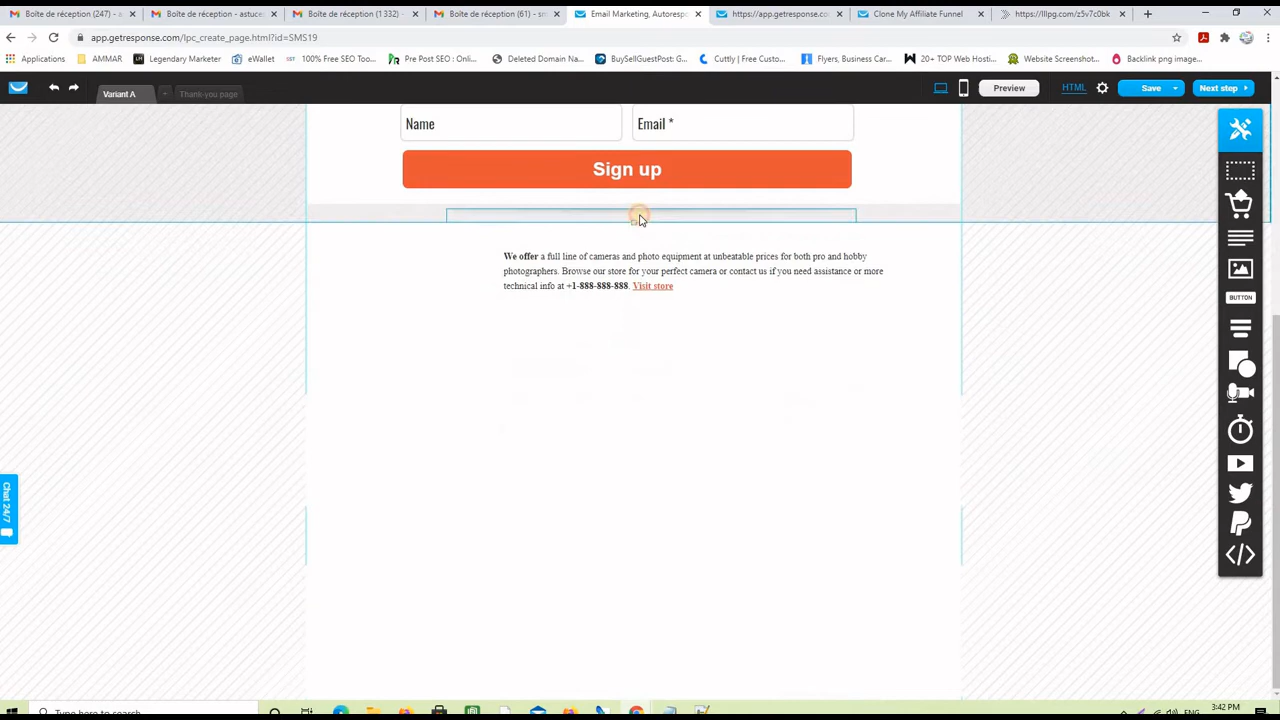 Boîte de réception (247) - a
Boîte de réception - astuce
Boîte de réception (1 332) -
Boîte de réception (61) - sm
Email Marketing, Autorespo
https://app.getresponse.co
Clone My Affiliate Funnel
https://lllpg.com/z5v7c0bk
app.getresponse.com/lpc_create_page.html?id=SMS19
Applications
AMMAR
Legendary Marketer
eWallet
100% Free SEO Too...
Pre Post SEO : Onlin...
Deleted Domain Na...
BuySellGuestPost: G...
Cuttly | Free Custo...
Flyers, Business Car...
20+ TOP Web Hosti...
Website Screenshot...
Backlink png image...
Variant A
Thank-you page
Preview
HTML
Save
Next step
Name
Email *
Sign up
We offer a full line of cameras and photo equipment at unbeatable prices for both pro and hobby
photographers. Browse our store for your perfect camera or contact us if you need assistance or more
technical info at +1-888-888-888. Visit store
BUTTON
Chat 24/7
Type here to search
ENG
3:42 PM